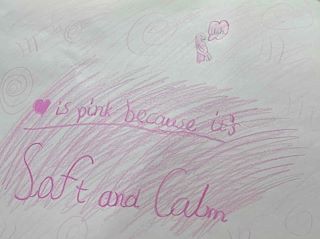 is pink because it's
Soft and Calm